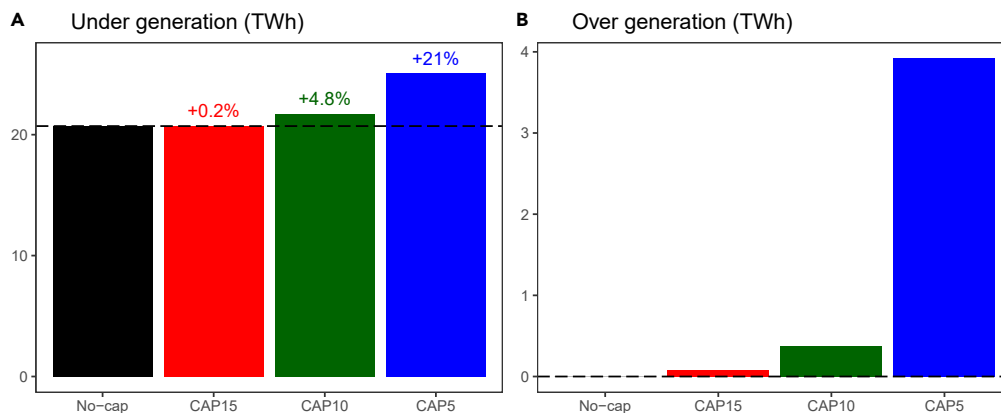 A Under generation (TWh)
+0.2%
+4.8%
+21%
20
10
0
No-cap CAP15 CAP10 CAP5
B Over generation (TWh)
4
3
2
1
0
No-cap CAP15 CAP10 CAP5